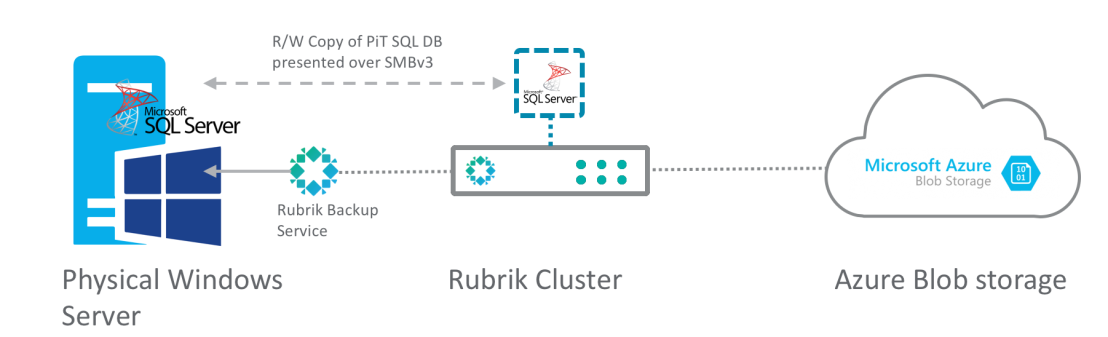 R/W Copy of PiT SQL DB
presented over SMBv3
Microsoft
SQL Server
Microsoft
SQL Server
Rubrik Backup
Service
Microsoft Azure
Blob Storage
10
01
Physical Windows
Server
Rubrik Cluster
Azure Blob storage